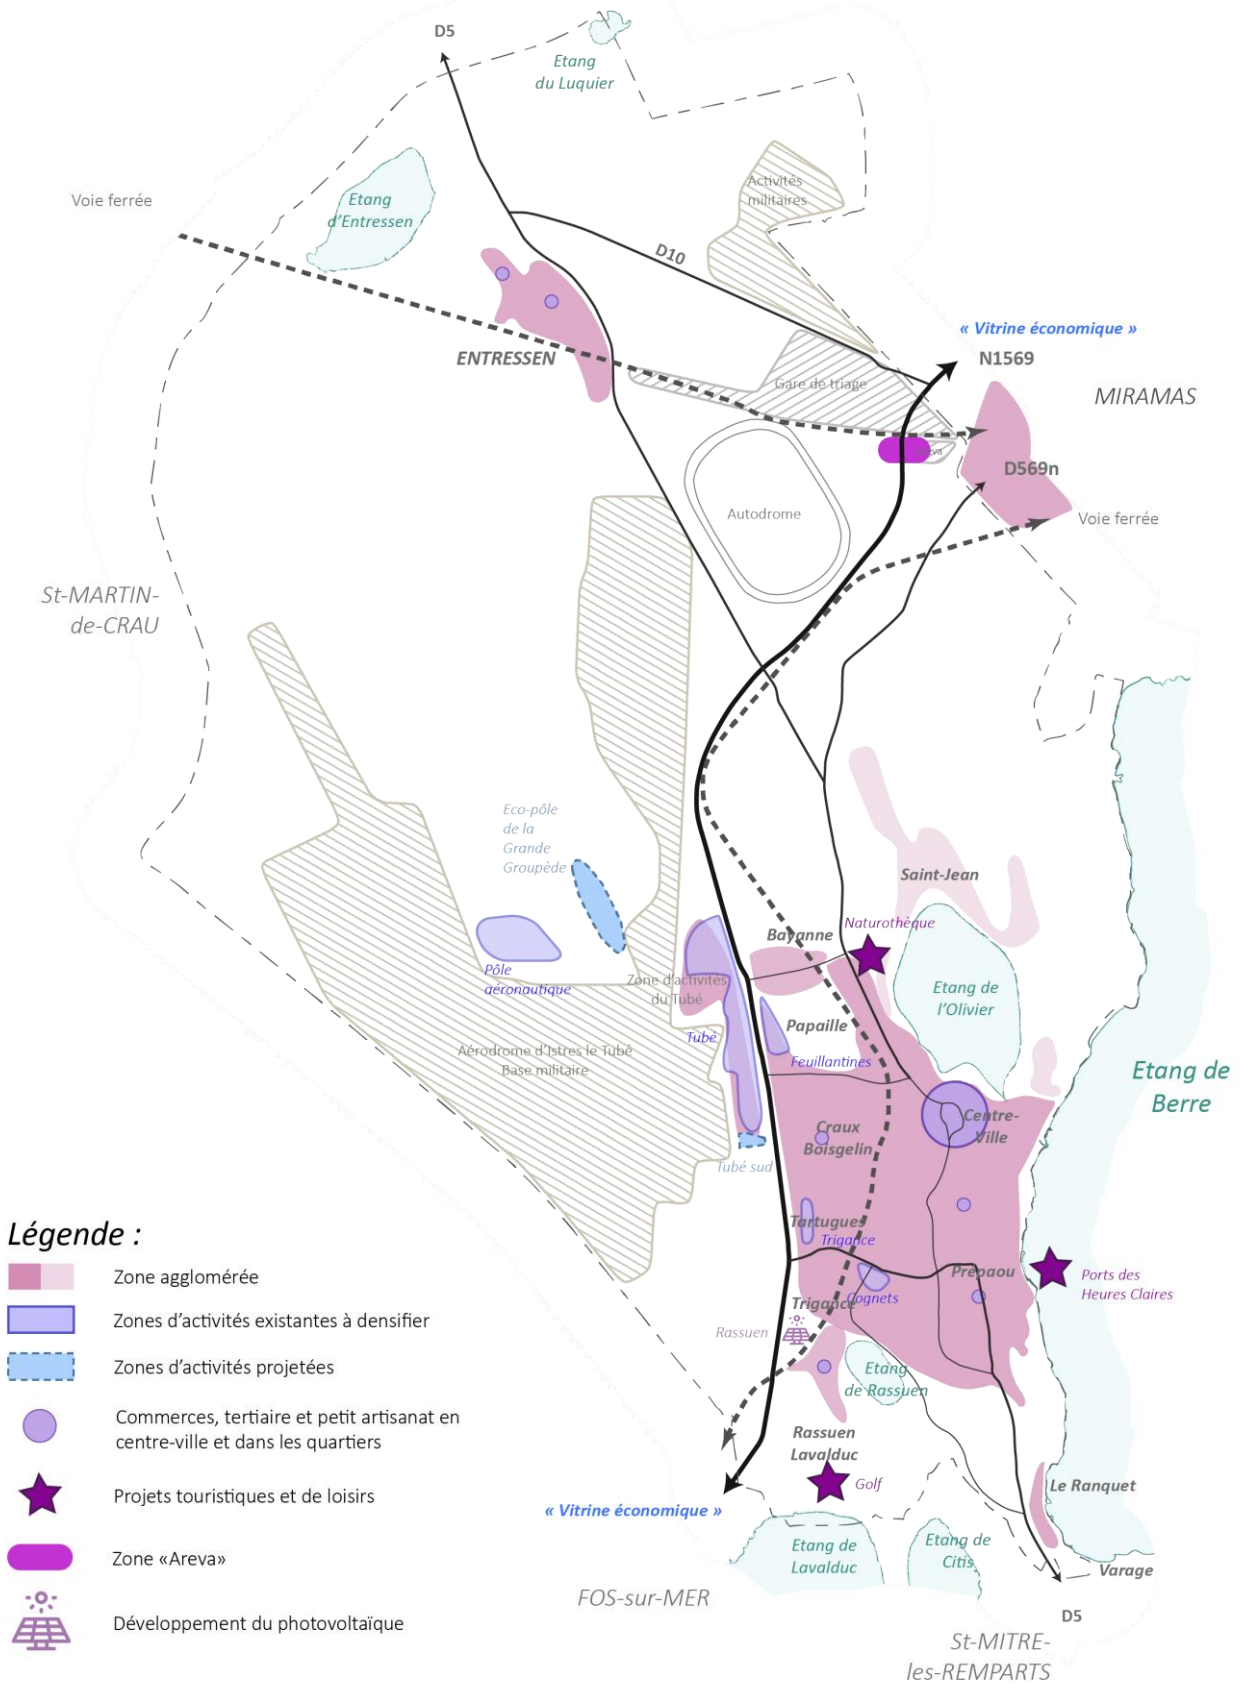 D5
Etang
du Luquier
Activités
militaires
Voie ferrée
Etang
d'Entressen
D10
« Vitrine économique »
N1569
ENTRESSEN
Gare de triage
MIRAMAS
D569n
Autodrome
Voie ferrée
St-MARTIN-
de-CRAU
Eco-pôle
de la
Grande
Groupède
Saint-Jean
Naturothèque
Bayanne
Pôle
aéronautique
Zone d'activités
du Tubé
Etang de
l'Olivier
Papaille
Tubé
Feuillantines
Aérodrome d'Istres le Tubé
Base militaire
Etang de
Berre
Centre-
Ville
Craux
Boisgelin
Tubé sud
Tartugues
Trigance
Prépaou
Ports des
Heures Claires
Cognets
Trigance
Rassuen
Etang
de Rassuen
Rassuen
Lavalduc
Golf
Le Ranquet
« Vitrine économique »
Etang de
Lavalduc
Etang de
Citis
Varage
FOS-sur-MER
D5
St-MITRE-
les-REMPARTS
Légende :
Zone agglomérée
Zones d'activités existantes à densifier
Zones d'activités projetées
Commerces, tertiaire et petit artisanat en
centre-ville et dans les quartiers
Projets touristiques et de loisirs
Zone «Areva»
Développement du photovoltaïque